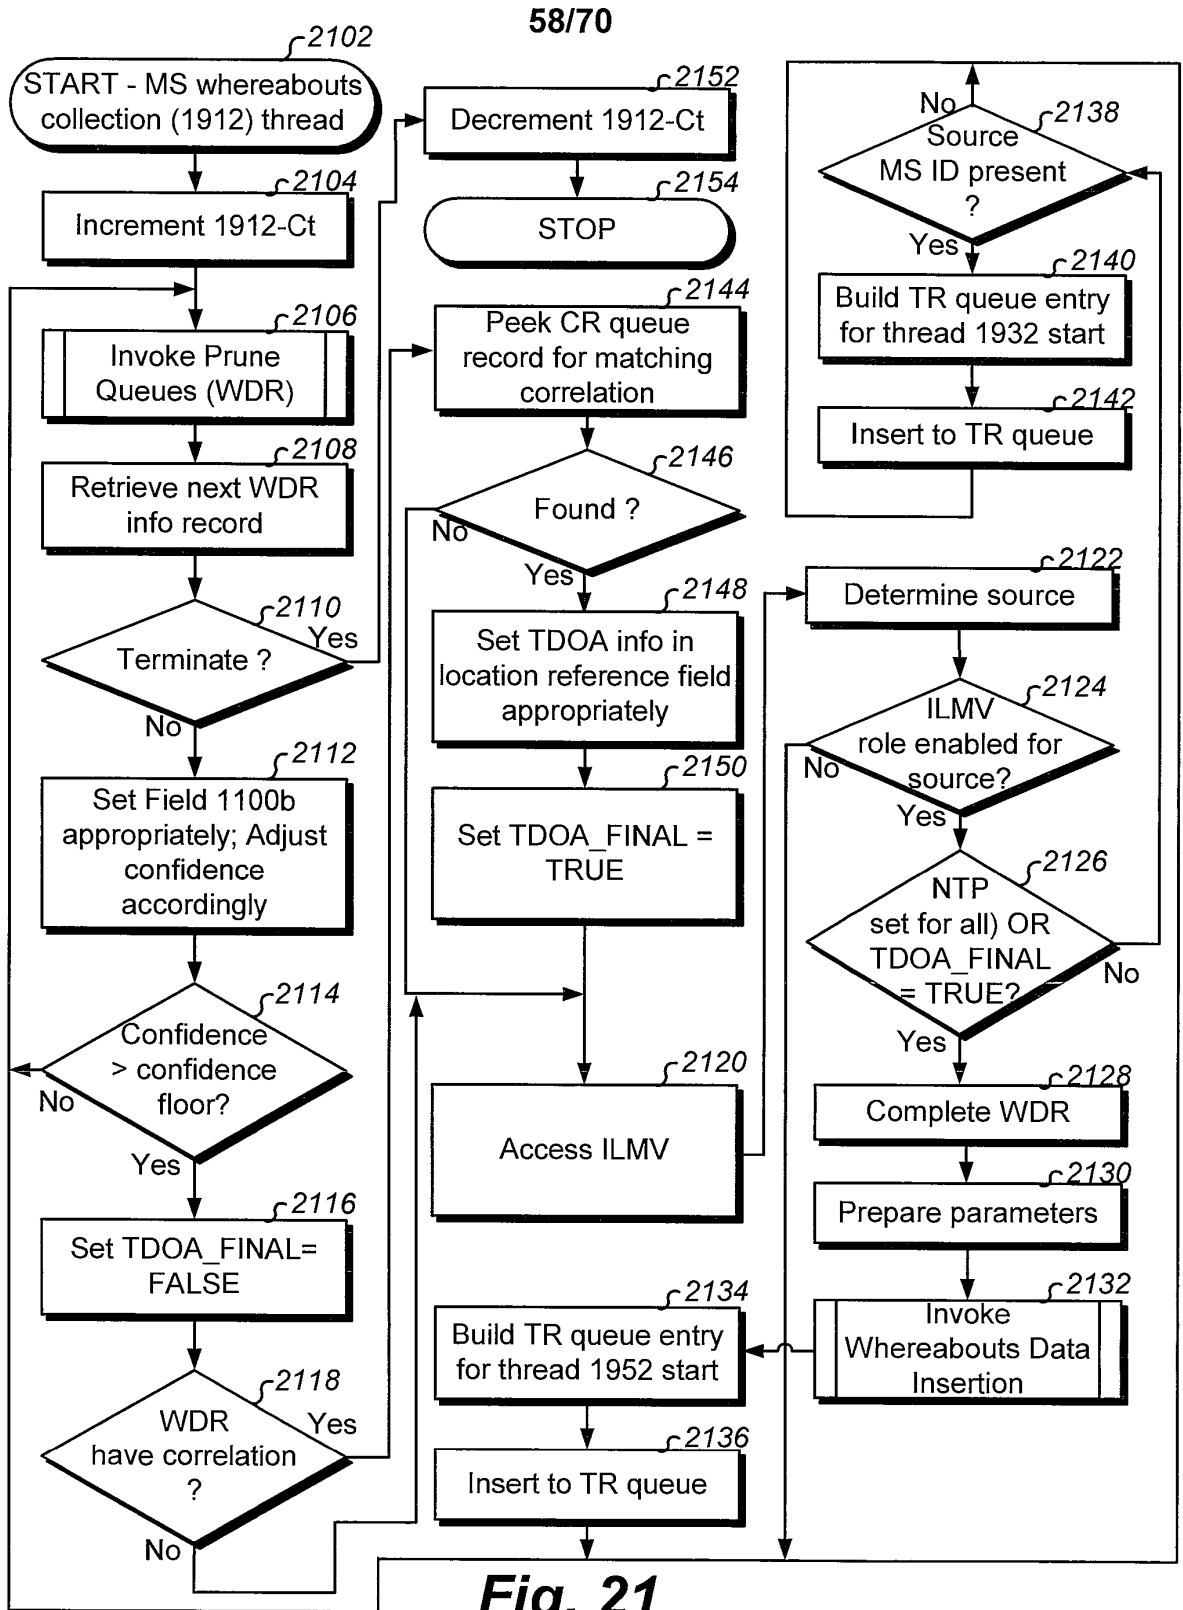 58/70
2102
START - MS whereabouts
collection (1912) thread
2104
Increment 1912-Ct
2106
Invoke Prune
Queues (WDR)
2108
Retrieve next WDR
info record
2110
Terminate ?
Yes
No
2112
Set Field 1100b
appropriately; Adjust
confidence
accordingly
2114
Confidence
> confidence
floor?
No
Yes
2116
Set TDOA_FINAL=
FALSE
2118
WDR
have correlation
?
Yes
No
2152
Decrement 1912-Ct
2154
STOP
2144
Peek CR queue
record for matching
correlation
2146
Found ?
No
Yes
2148
Set TDOA info in
location reference field
appropriately
2150
Set TDOA_FINAL =
TRUE
2120
Access ILMV
2134
Build TR queue entry
for thread 1952 start
2136
Insert to TR queue
No
2138
Source
MS ID present
?
Yes
2140
Build TR queue entry
for thread 1932 start
2142
Insert to TR queue
2122
Determine source
2124
ILMV
role enabled for
source?
No
Yes
2126
NTP
set for all) OR
TDOA_FINAL
= TRUE?
No
Yes
2128
Complete WDR
2130
Prepare parameters
2132
Invoke
Whereabouts Data
Insertion
Fig. 21